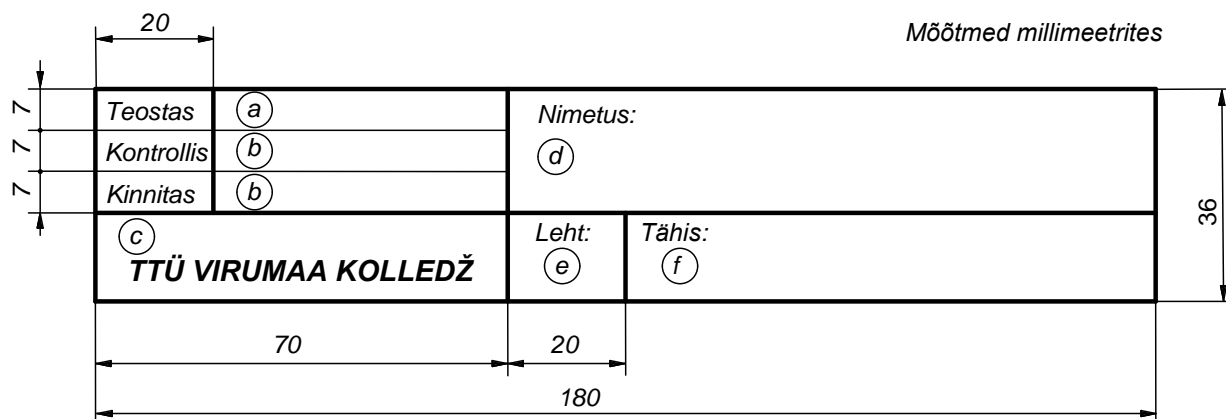 20
Mõõtmed millimeetrites
7 Teostas a Nimetus:
7 Kontrollis b d
7 Kinnitas b
36
c Leht: Tähis:
TTÜ VIRUMAA KOLLEDŽ e f
70 20
180